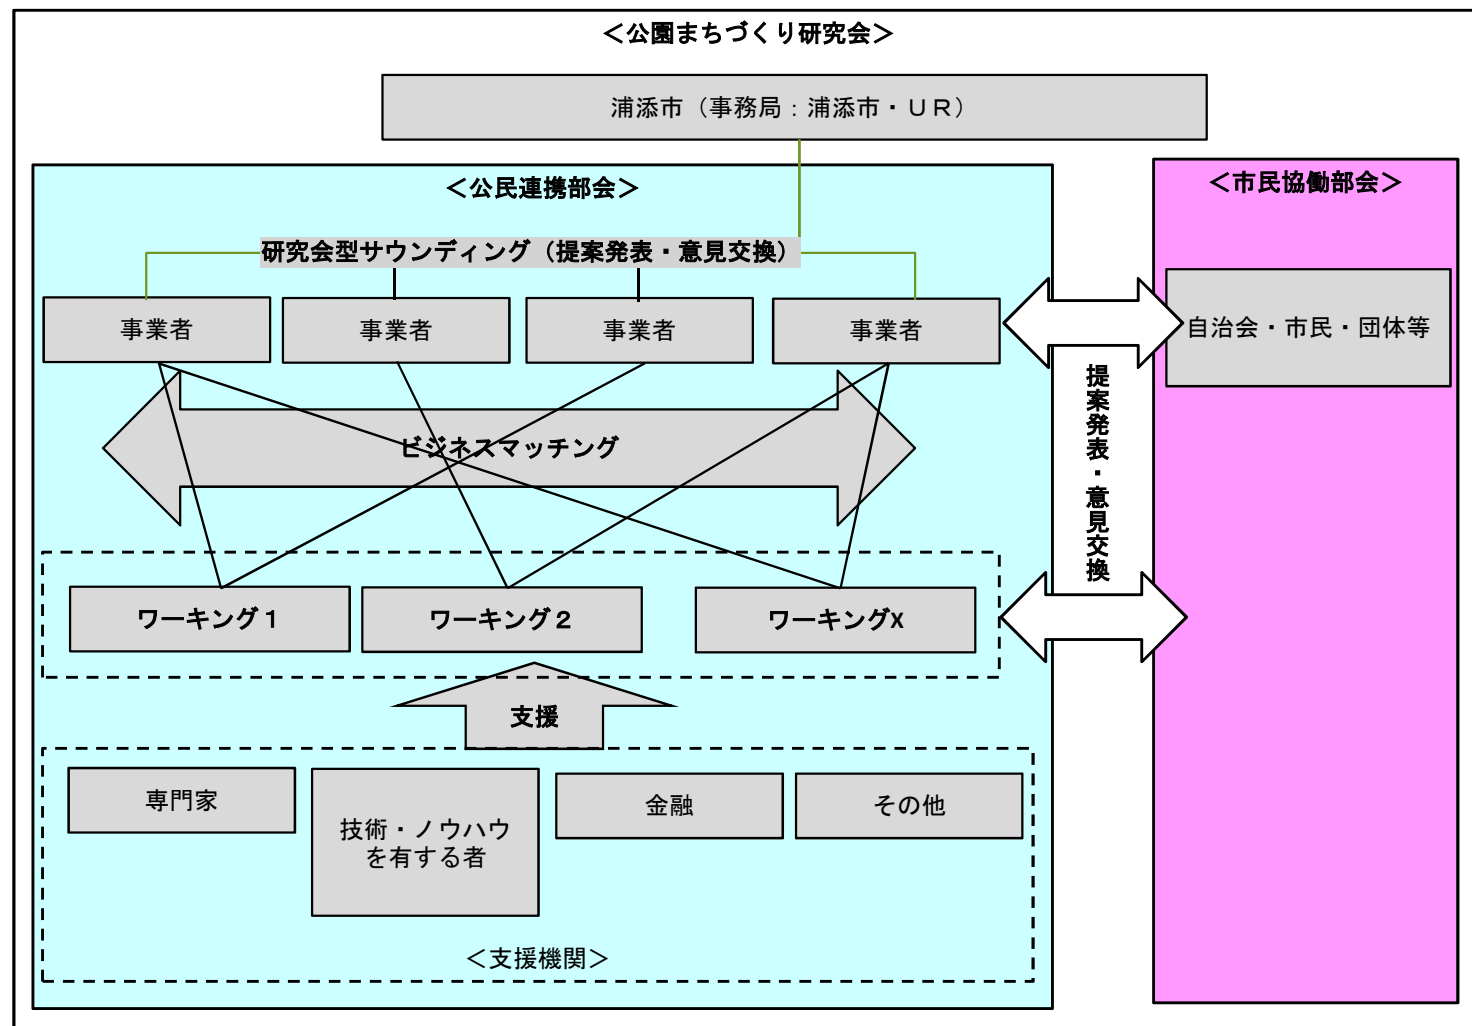 ＜公園まちづくり研究会＞
浦添市（事務局：浦添市・ＵＲ）
＜公民連携部会＞
研究会型サウンディング（提案発表・意見交換）
事業者
事業者
事業者
事業者
ビジネスマッチング
ワーキング１
ワーキング２
ワーキングX
支援
専門家
技術・ノウハウ
を有する者
金融
その他
＜支援機関＞
提案発表・意見交換
＜市民協働部会＞
自治会・市民・団体等